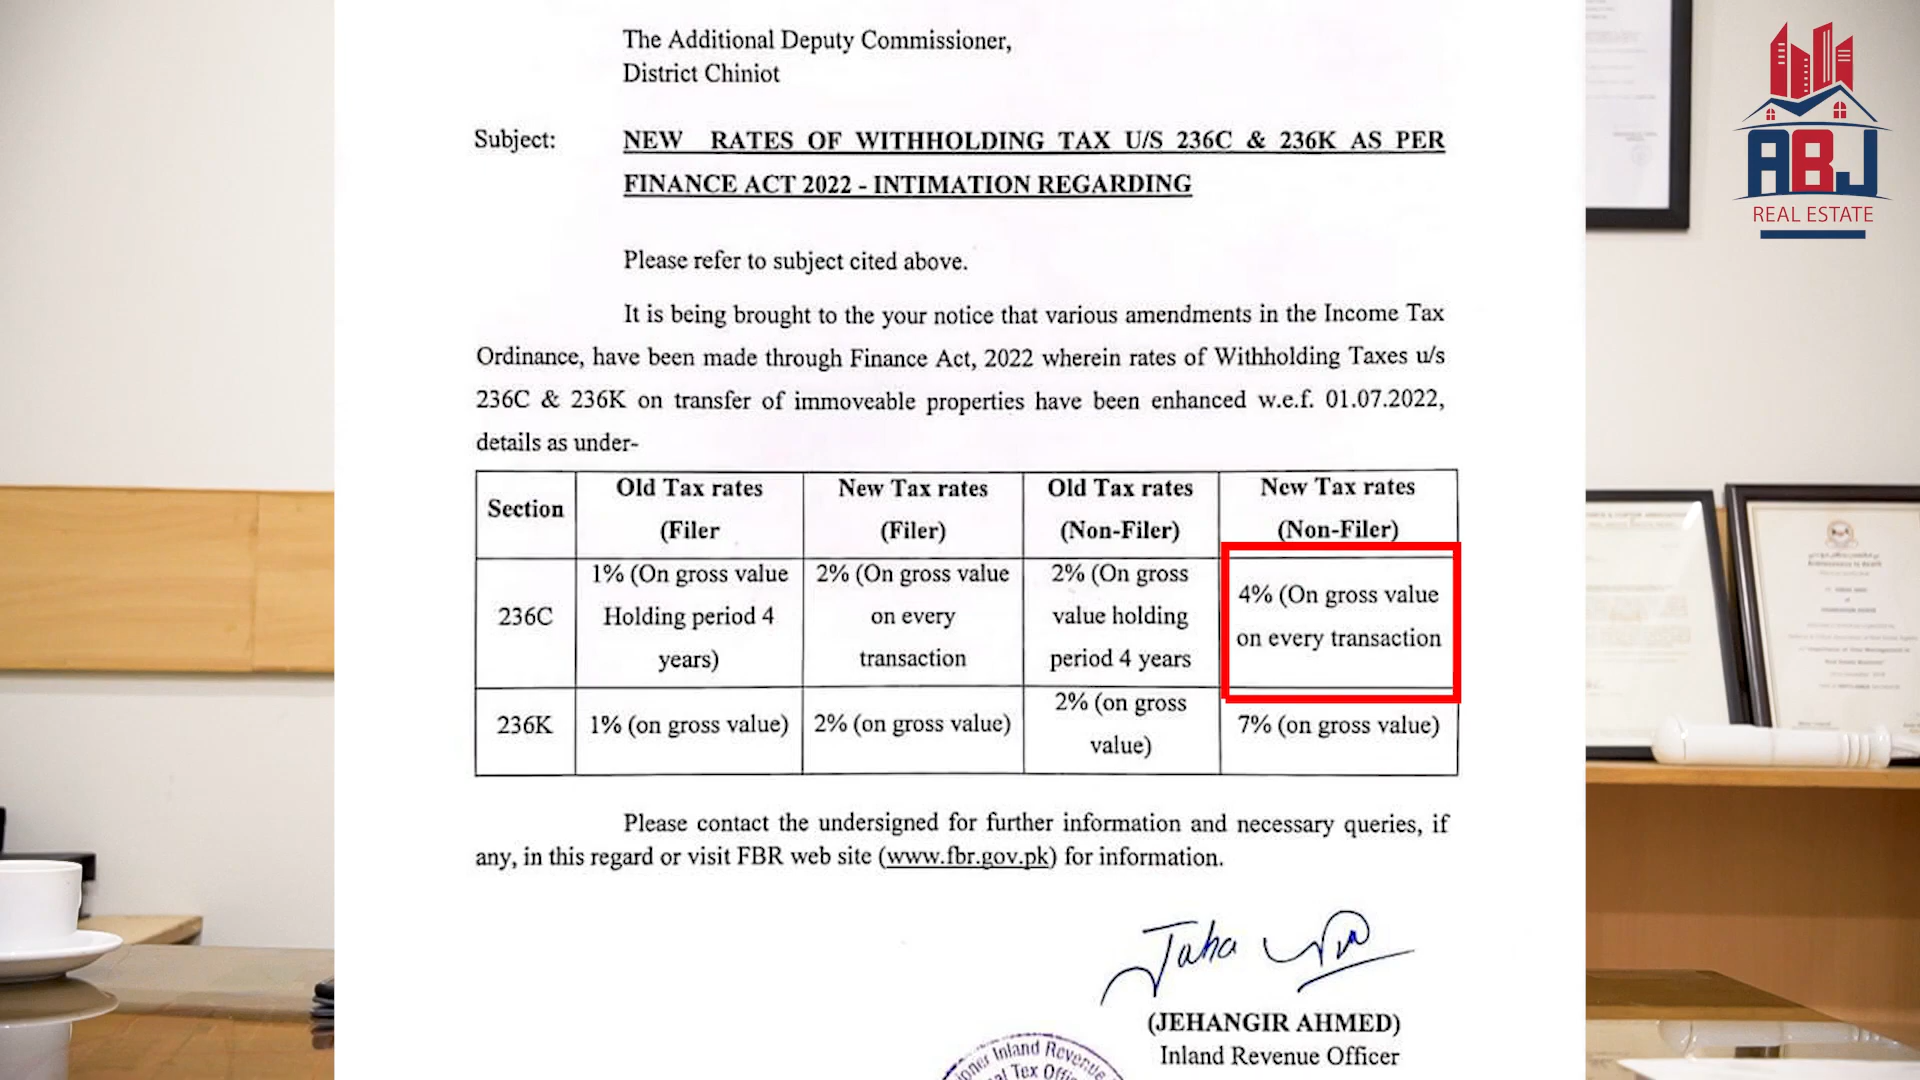 The Additional Deputy Commissioner,
District Chiniot
Subject: NEW RATES OF WITHHOLDING TAX U/S 236C & 236K AS PER
FINANCE ACT 2022 - INTIMATION REGARDING
Please refer to subject cited above.
It is being brought to the your notice that various amendments in the Income Tax
Ordinance, have been made through Finance Act, 2022 wherein rates of Withholding Taxes u/s
236C & 236K on transfer of immoveable properties have been enhanced w.e.f. 01.07.2022,
details as under-
Section
Old Tax rates
(Filer
New Tax rates
(Filer)
Old Tax rates
(Non-Filer)
New Tax rates
(Non-Filer)
236C
1% (On gross value
Holding period 4
years)
2% (On gross value
on every
transaction
2% (On gross
value holding
period 4 years
4% (On gross value
on every transaction
236K
1% (on gross value)
2% (on gross value)
2% (on gross
value)
7% (on gross value)
Please contact the undersigned for further information and necessary queries, if
any, in this regard or visit FBR web site (www.fbr.gov.pk) for information.
(JEHANGIR AHMED)
Inland Revenue Officer
Inland Revenue
ABJ
REAL ESTATE